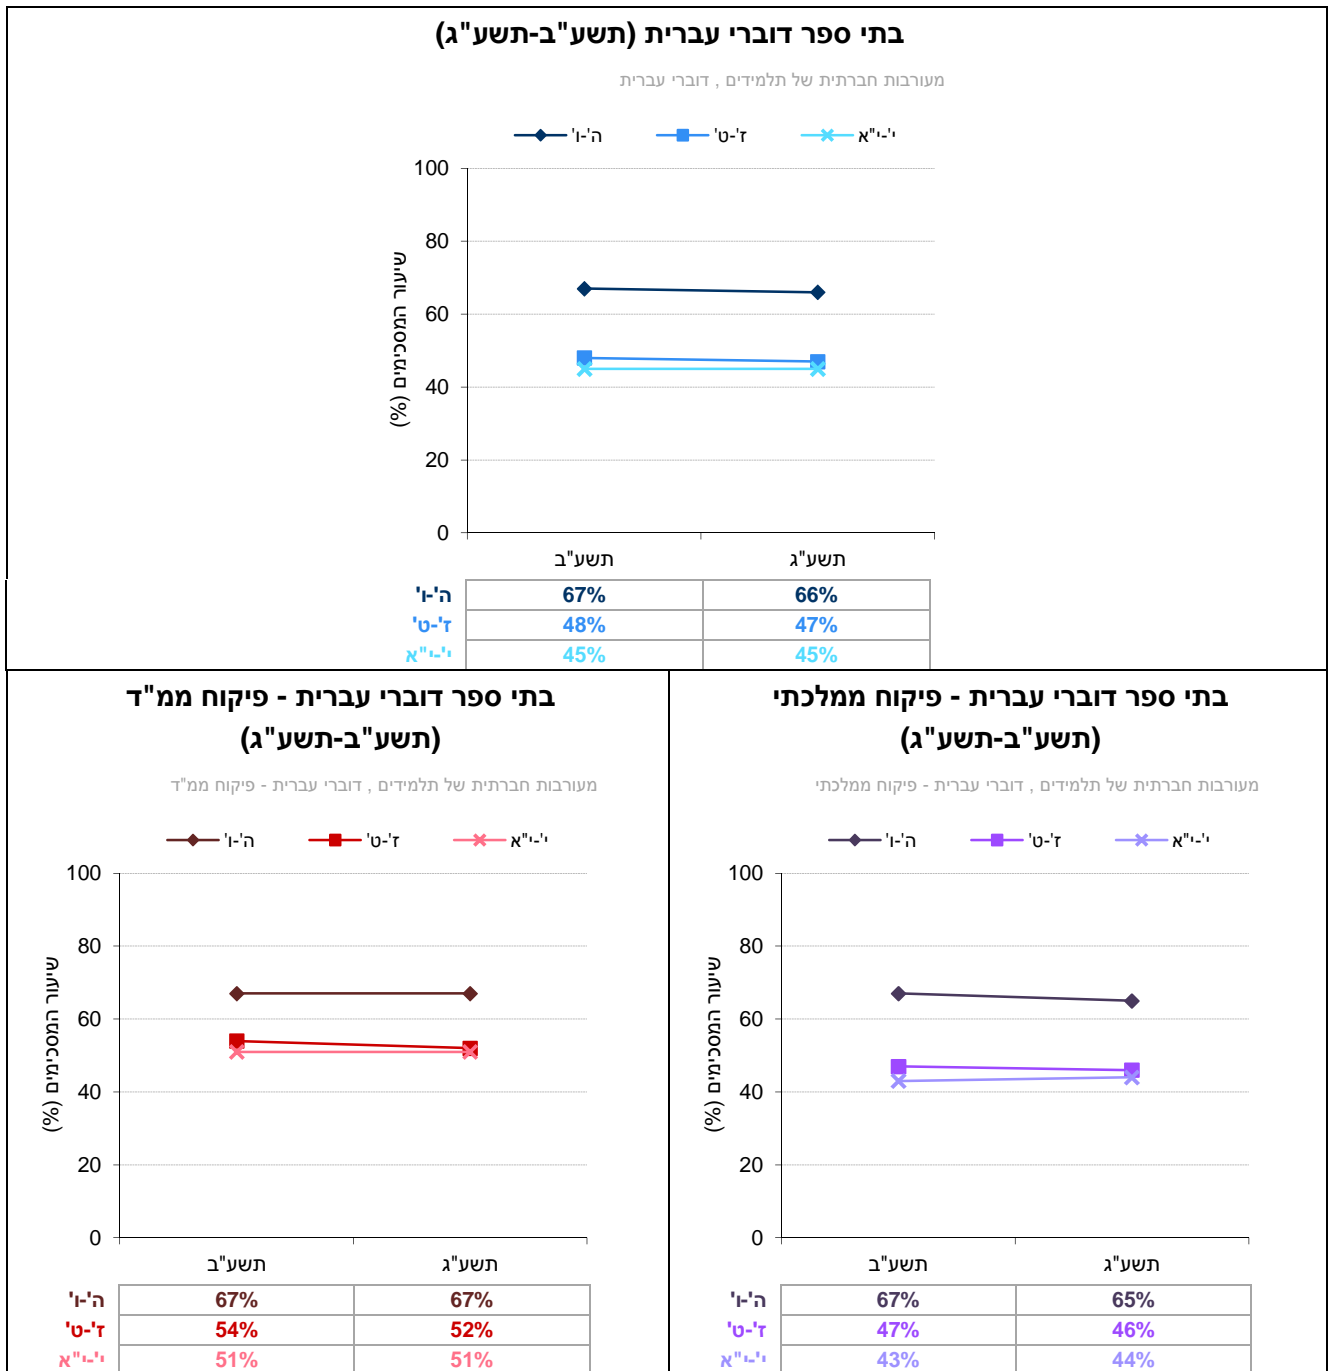 בתי ספר דוברי עברית (תשע"ב-תשע"ג)
מעורבות חברתית של תלמידים , דוברי עברית
ה'-ו' ז'-ט' י'-י"א
שיעור המסכימים (%)
100
80
60
40
20
0
תשע"ב תשע"ג
ה'-ו' 67% 66%
ז'-ט' 48% 47%
י'-י"א 45% 45%
בתי ספר דוברי עברית - פיקוח ממלכתי
(תשע"ב-תשע"ג)
מעורבות חברתית של תלמידים , דוברי עברית - פיקוח ממלכתי
ה'-ו' ז'-ט' י'-י"א
שיעור המסכימים (%)
100
80
60
40
20
0
תשע"ב תשע"ג
ה'-ו' 67% 65%
ז'-ט' 47% 46%
י'-י"א 43% 44%
בתי ספר דוברי עברית - פיקוח ממ"ד
(תשע"ב-תשע"ג)
מעורבות חברתית של תלמידים , דוברי עברית - פיקוח ממ"ד
ה'-ו' ז'-ט' י'-י"א
שיעור המסכימים (%)
100
80
60
40
20
0
תשע"ב תשע"ג
ה'-ו' 67% 67%
ז'-ט' 54% 52%
י'-י"א 51% 51%